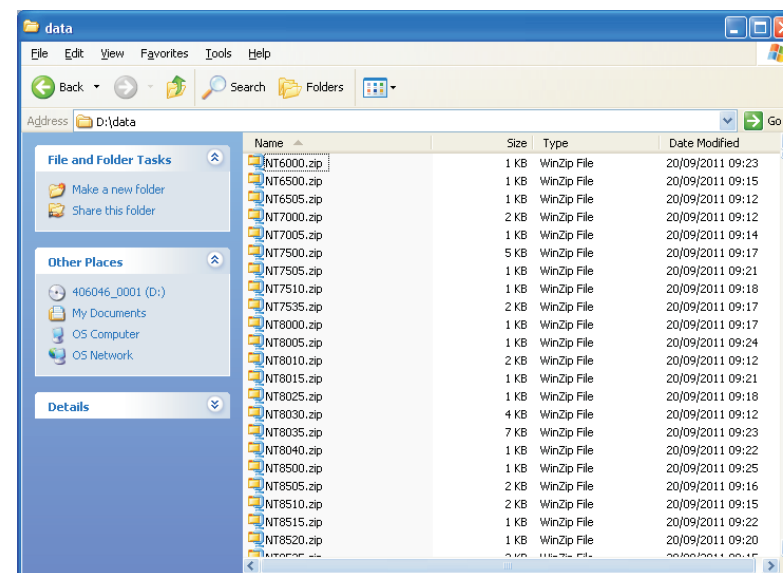 data
File Edit View Favorites Tools Help
Back Search Folders
Address D:\data Go
Name Size Type Date Modified
File and Folder Tasks
Make a new folder
Share this folder
Other Places
406046_0001 (D:)
My Documents
OS Computer
OS Network
Details
NT6000.zip 1 KB WinZip File 20/09/2011 09:23
NT6500.zip 1 KB WinZip File 20/09/2011 09:15
NT6505.zip 1 KB WinZip File 20/09/2011 09:12
NT7000.zip 2 KB WinZip File 20/09/2011 09:12
NT7005.zip 1 KB WinZip File 20/09/2011 09:14
NT7500.zip 5 KB WinZip File 20/09/2011 09:17
NT7505.zip 1 KB WinZip File 20/09/2011 09:21
NT7510.zip 1 KB WinZip File 20/09/2011 09:18
NT7535.zip 2 KB WinZip File 20/09/2011 09:17
NT8000.zip 1 KB WinZip File 20/09/2011 09:17
NT8005.zip 1 KB WinZip File 20/09/2011 09:24
NT8010.zip 2 KB WinZip File 20/09/2011 09:12
NT8015.zip 1 KB WinZip File 20/09/2011 09:21
NT8025.zip 1 KB WinZip File 20/09/2011 09:18
NT8030.zip 4 KB WinZip File 20/09/2011 09:12
NT8035.zip 7 KB WinZip File 20/09/2011 09:23
NT8040.zip 1 KB WinZip File 20/09/2011 09:22
NT8500.zip 1 KB WinZip File 20/09/2011 09:25
NT8505.zip 2 KB WinZip File 20/09/2011 09:16
NT8510.zip 2 KB WinZip File 20/09/2011 09:15
NT8515.zip 1 KB WinZip File 20/09/2011 09:22
NT8520.zip 1 KB WinZip File 20/09/2011 09:20